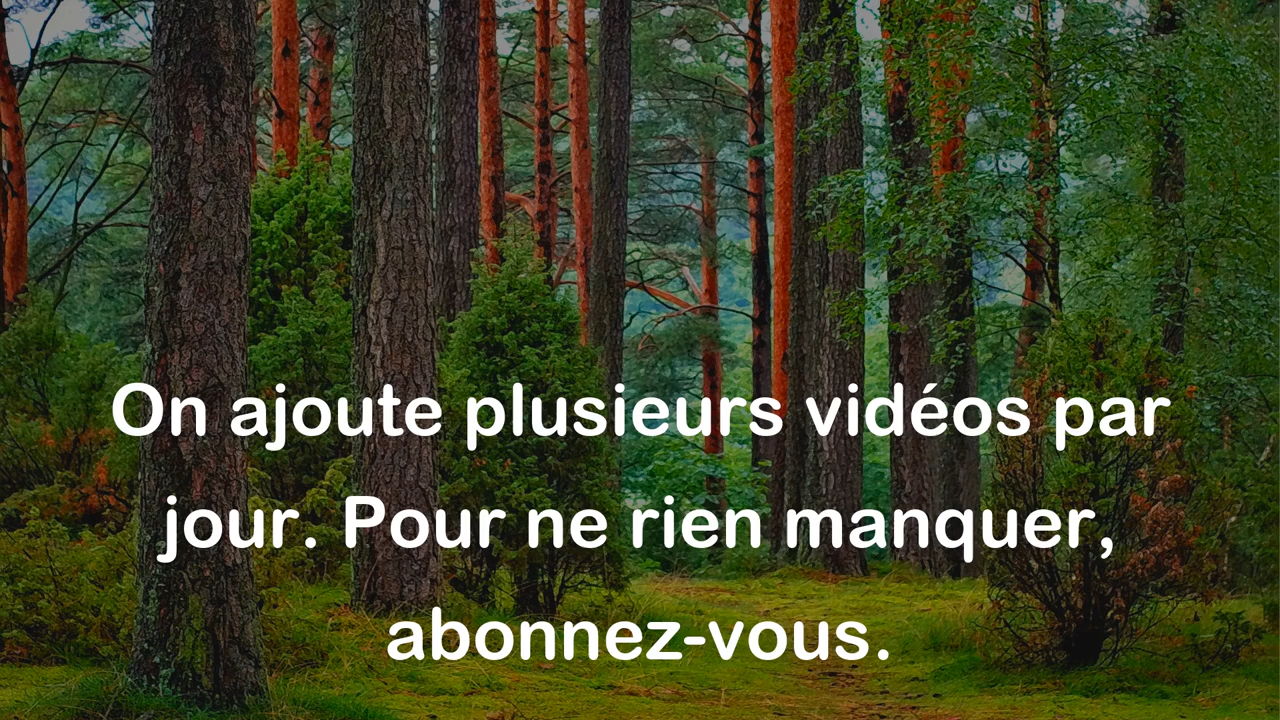 On ajoute plusieurs vidéos par
jour. Pour ne rien manquer,
abonnez-vous.